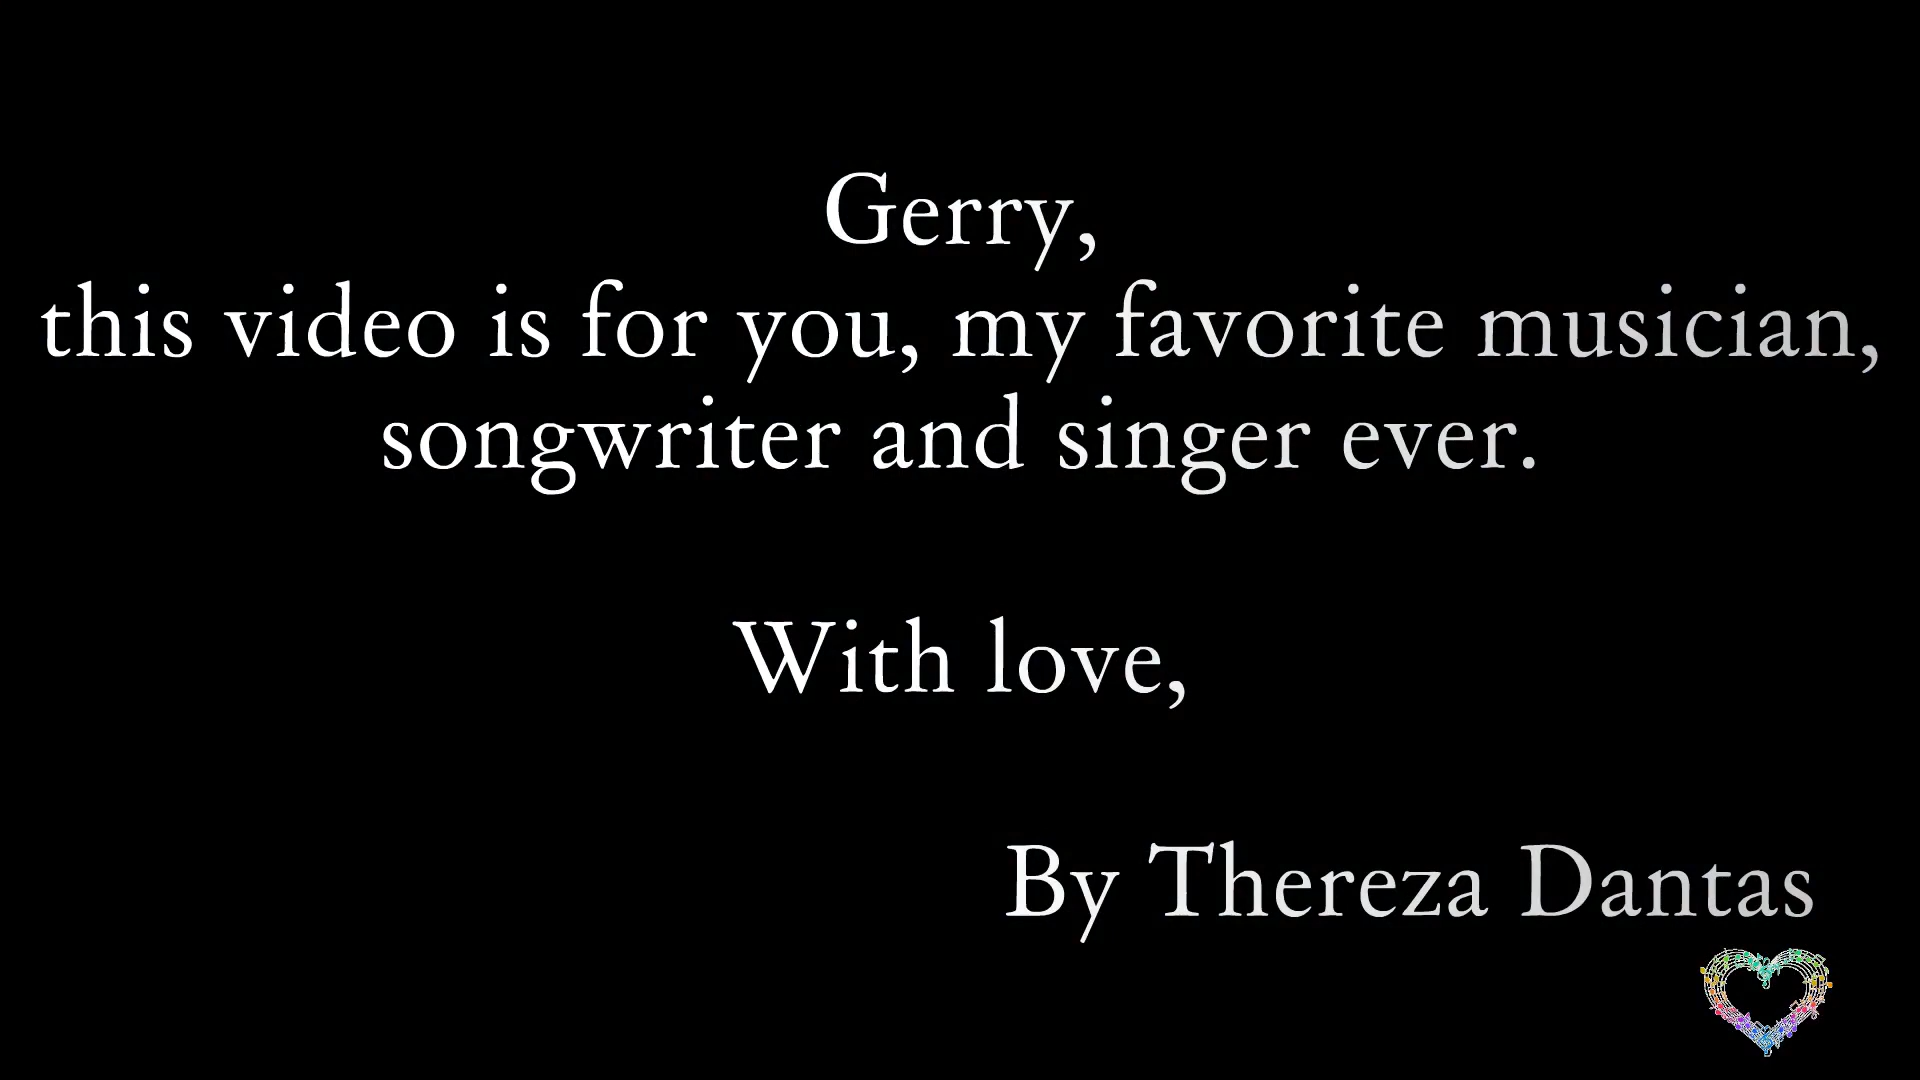 Gerry,
this video is for you, my favorite musician,
songwriter and singer ever.
With love,
By Thereza Dantas